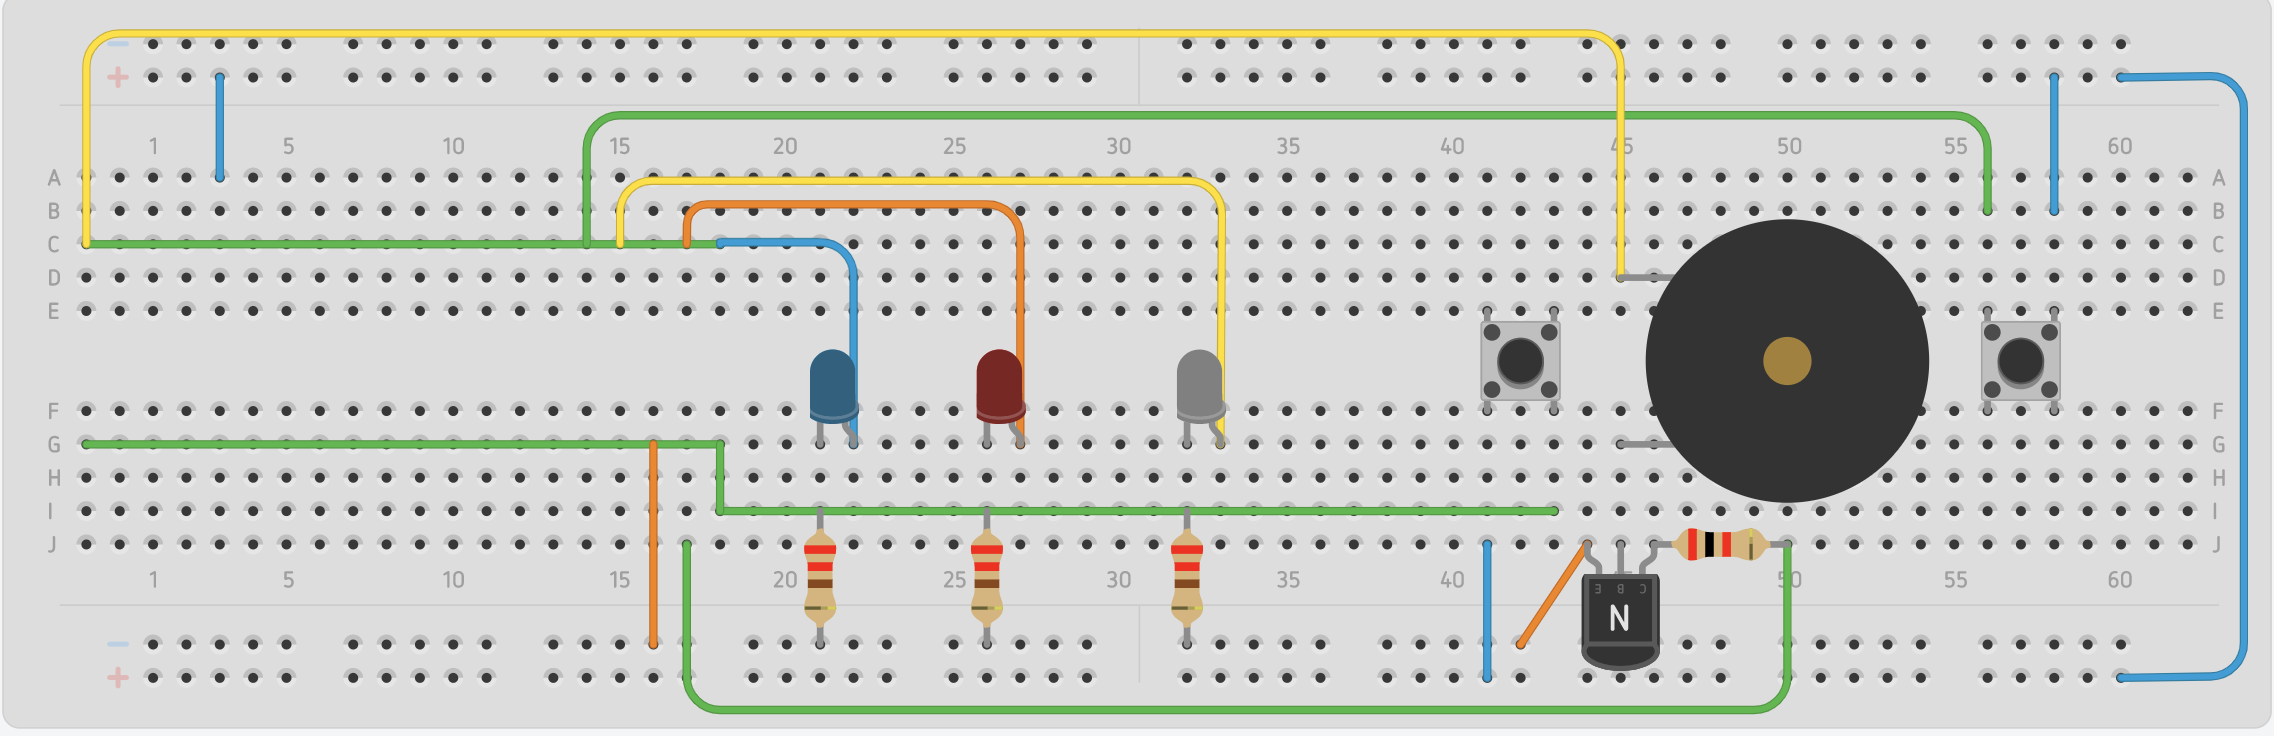 −
+
1 5 10 15 20 25 30 35 40 45 50 55 60
A A
B B
C C
D D
E E
F F
G G
H H
I I
J J
1 5 10 15 20 25 30 35 40 50 55 60
E B C
N
−
+